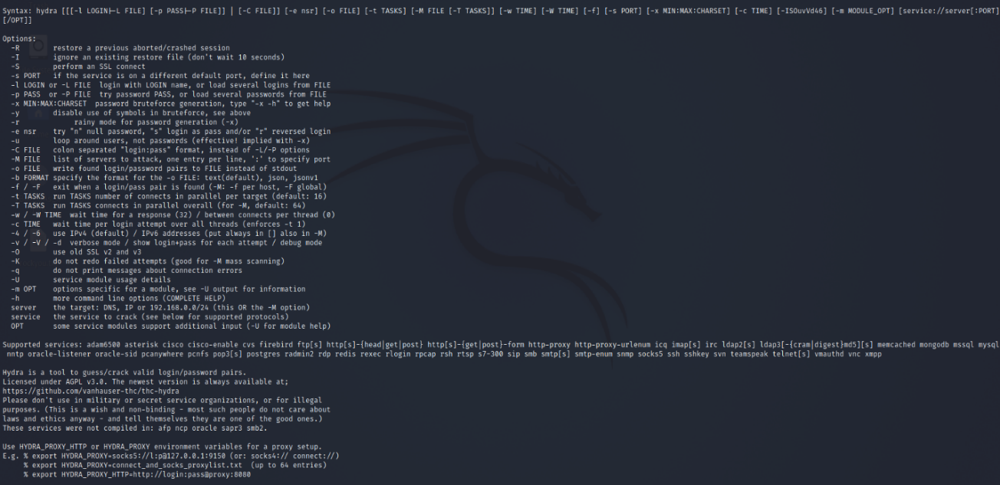 Syntax: hydra [[[-l LOGIN|-L FILE] [-p PASS|-P FILE]] | [-C FILE]] [-e nsr] [-o FILE] [-t TASKS] [-M FILE [-T TASKS]] [-w TIME] [-W TIME] [-f] [-s PORT] [-x MIN:MAX:CHARSET] [-c TIME] [-ISOuvVd46] [-m MODULE_OPT] [service://server[:PORT]
[/OPT]]
Options:
-R restore a previous aborted/crashed session
-I ignore an existing restore file (don't wait 10 seconds)
-S perform an SSL connect
-s PORT if the service is on a different default port, define it here
-l LOGIN or -L FILE login with LOGIN name, or load several logins from FILE
-p PASS or -P FILE try password PASS, or load several passwords from FILE
-x MIN:MAX:CHARSET password bruteforce generation, type "-x -h" to get help
-y disable use of symbols in bruteforce, see above
-r rainy mode for password generation (-x)
-e nsr try "n" null password, "s" login as pass and/or "r" reversed login
-u loop around users, not passwords (effective! implied with -x)
-C FILE colon separated "login:pass" format, instead of -L/-P options
-M FILE list of servers to attack, one entry per line, ':' to specify port
-o FILE write found login/password pairs to FILE instead of stdout
-b FORMAT specify the format for the -o FILE: text(default), json, jsonv1
-f / -F exit when a login/pass pair is found (-M: -f per host, -F global)
-t TASKS run TASKS number of connects in parallel per target (default: 16)
-T TASKS run TASKS connects in parallel overall (for -M, default: 64)
-w / -W TIME wait time for a response (32) / between connects per thread (0)
-c TIME wait time per login attempt over all threads (enforces -t 1)
-4 / -6 use IPv4 (default) / IPv6 addresses (put always in [] also in -M)
-v / -V / -d verbose mode / show login+pass for each attempt / debug mode
-O use old SSL v2 and v3
-K do not redo failed attempts (good for -M mass scanning)
-q do not print messages about connection errors
-U service module usage details
-m OPT options specific for a module, see -U output for information
-h more command line options (COMPLETE HELP)
server the target: DNS, IP or 192.168.0.0/24 (this OR the -M option)
service the service to crack (see below for supported protocols)
OPT some service modules support additional input (-U for module help)
Supported services: adam6500 asterisk cisco cisco-enable cvs firebird ftp[s] http[s]-{head|get|post} http[s]-{get|post}-form http-proxy http-proxy-urlenum icq imap[s] irc ldap2[s] ldap3[-{cram|digest}md5][s] memcached mongodb mssql mysql
nntp oracle-listener oracle-sid pcanywhere pcnfs pop3[s] postgres radmin2 rdp redis rexec rlogin rpcap rsh rtsp s7-300 sip smb smtp[s] smtp-enum snmp socks5 ssh sshkey svn teamspeak telnet[s] vmauthd vnc xmpp
Hydra is a tool to guess/crack valid login/password pairs.
Licensed under AGPL v3.0. The newest version is always available at;
https://github.com/vanhauser-thc/thc-hydra
Please don't use in military or secret service organizations, or for illegal
purposes. (This is a wish and non-binding - most such people do not care about
laws and ethics anyway - and tell themselves they are one of the good ones.)
These services were not compiled in: afp ncp oracle sapr3 smb2.
Use HYDRA_PROXY_HTTP or HYDRA_PROXY environment variables for a proxy setup.
E.g. % export HYDRA_PROXY=socks5://l:p@127.0.0.1:9150 (or: socks4:// connect://)
% export HYDRA_PROXY=connect_and_socks_proxylist.txt (up to 64 entries)
% export HYDRA_PROXY_HTTP=http://login:pass@proxy:8080